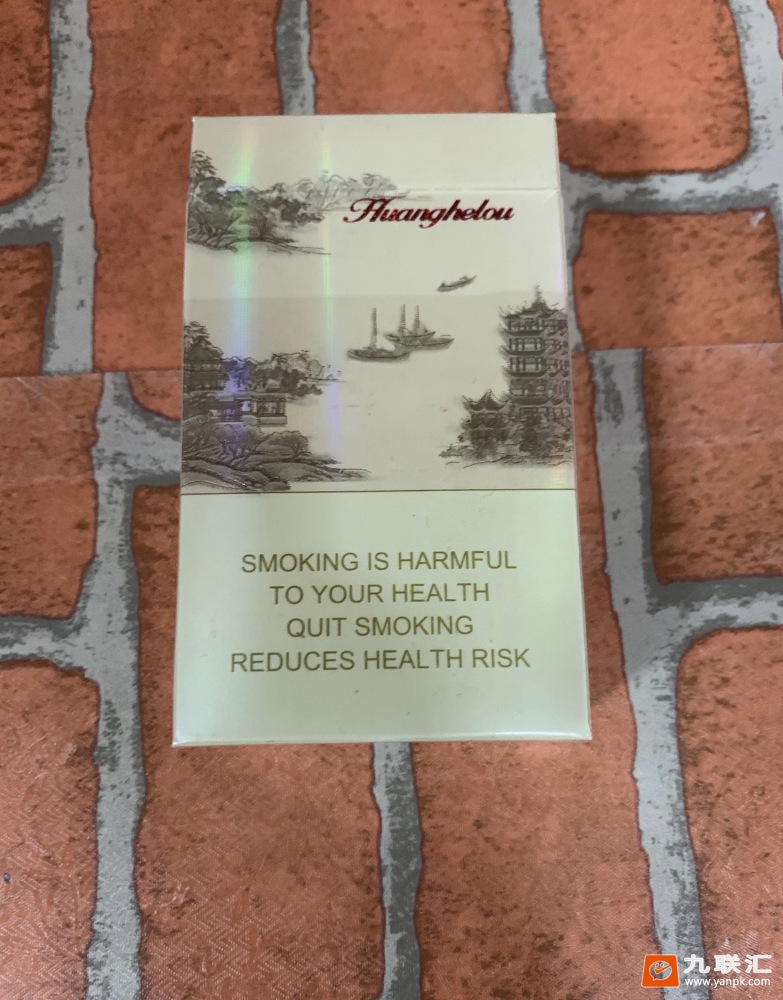 Huanghelou
SMOKING IS HARMFUL
TO YOUR HEALTH
QUIT SMOKING
REDUCES HEALTH RISK
九联汇
www.yanpk.com